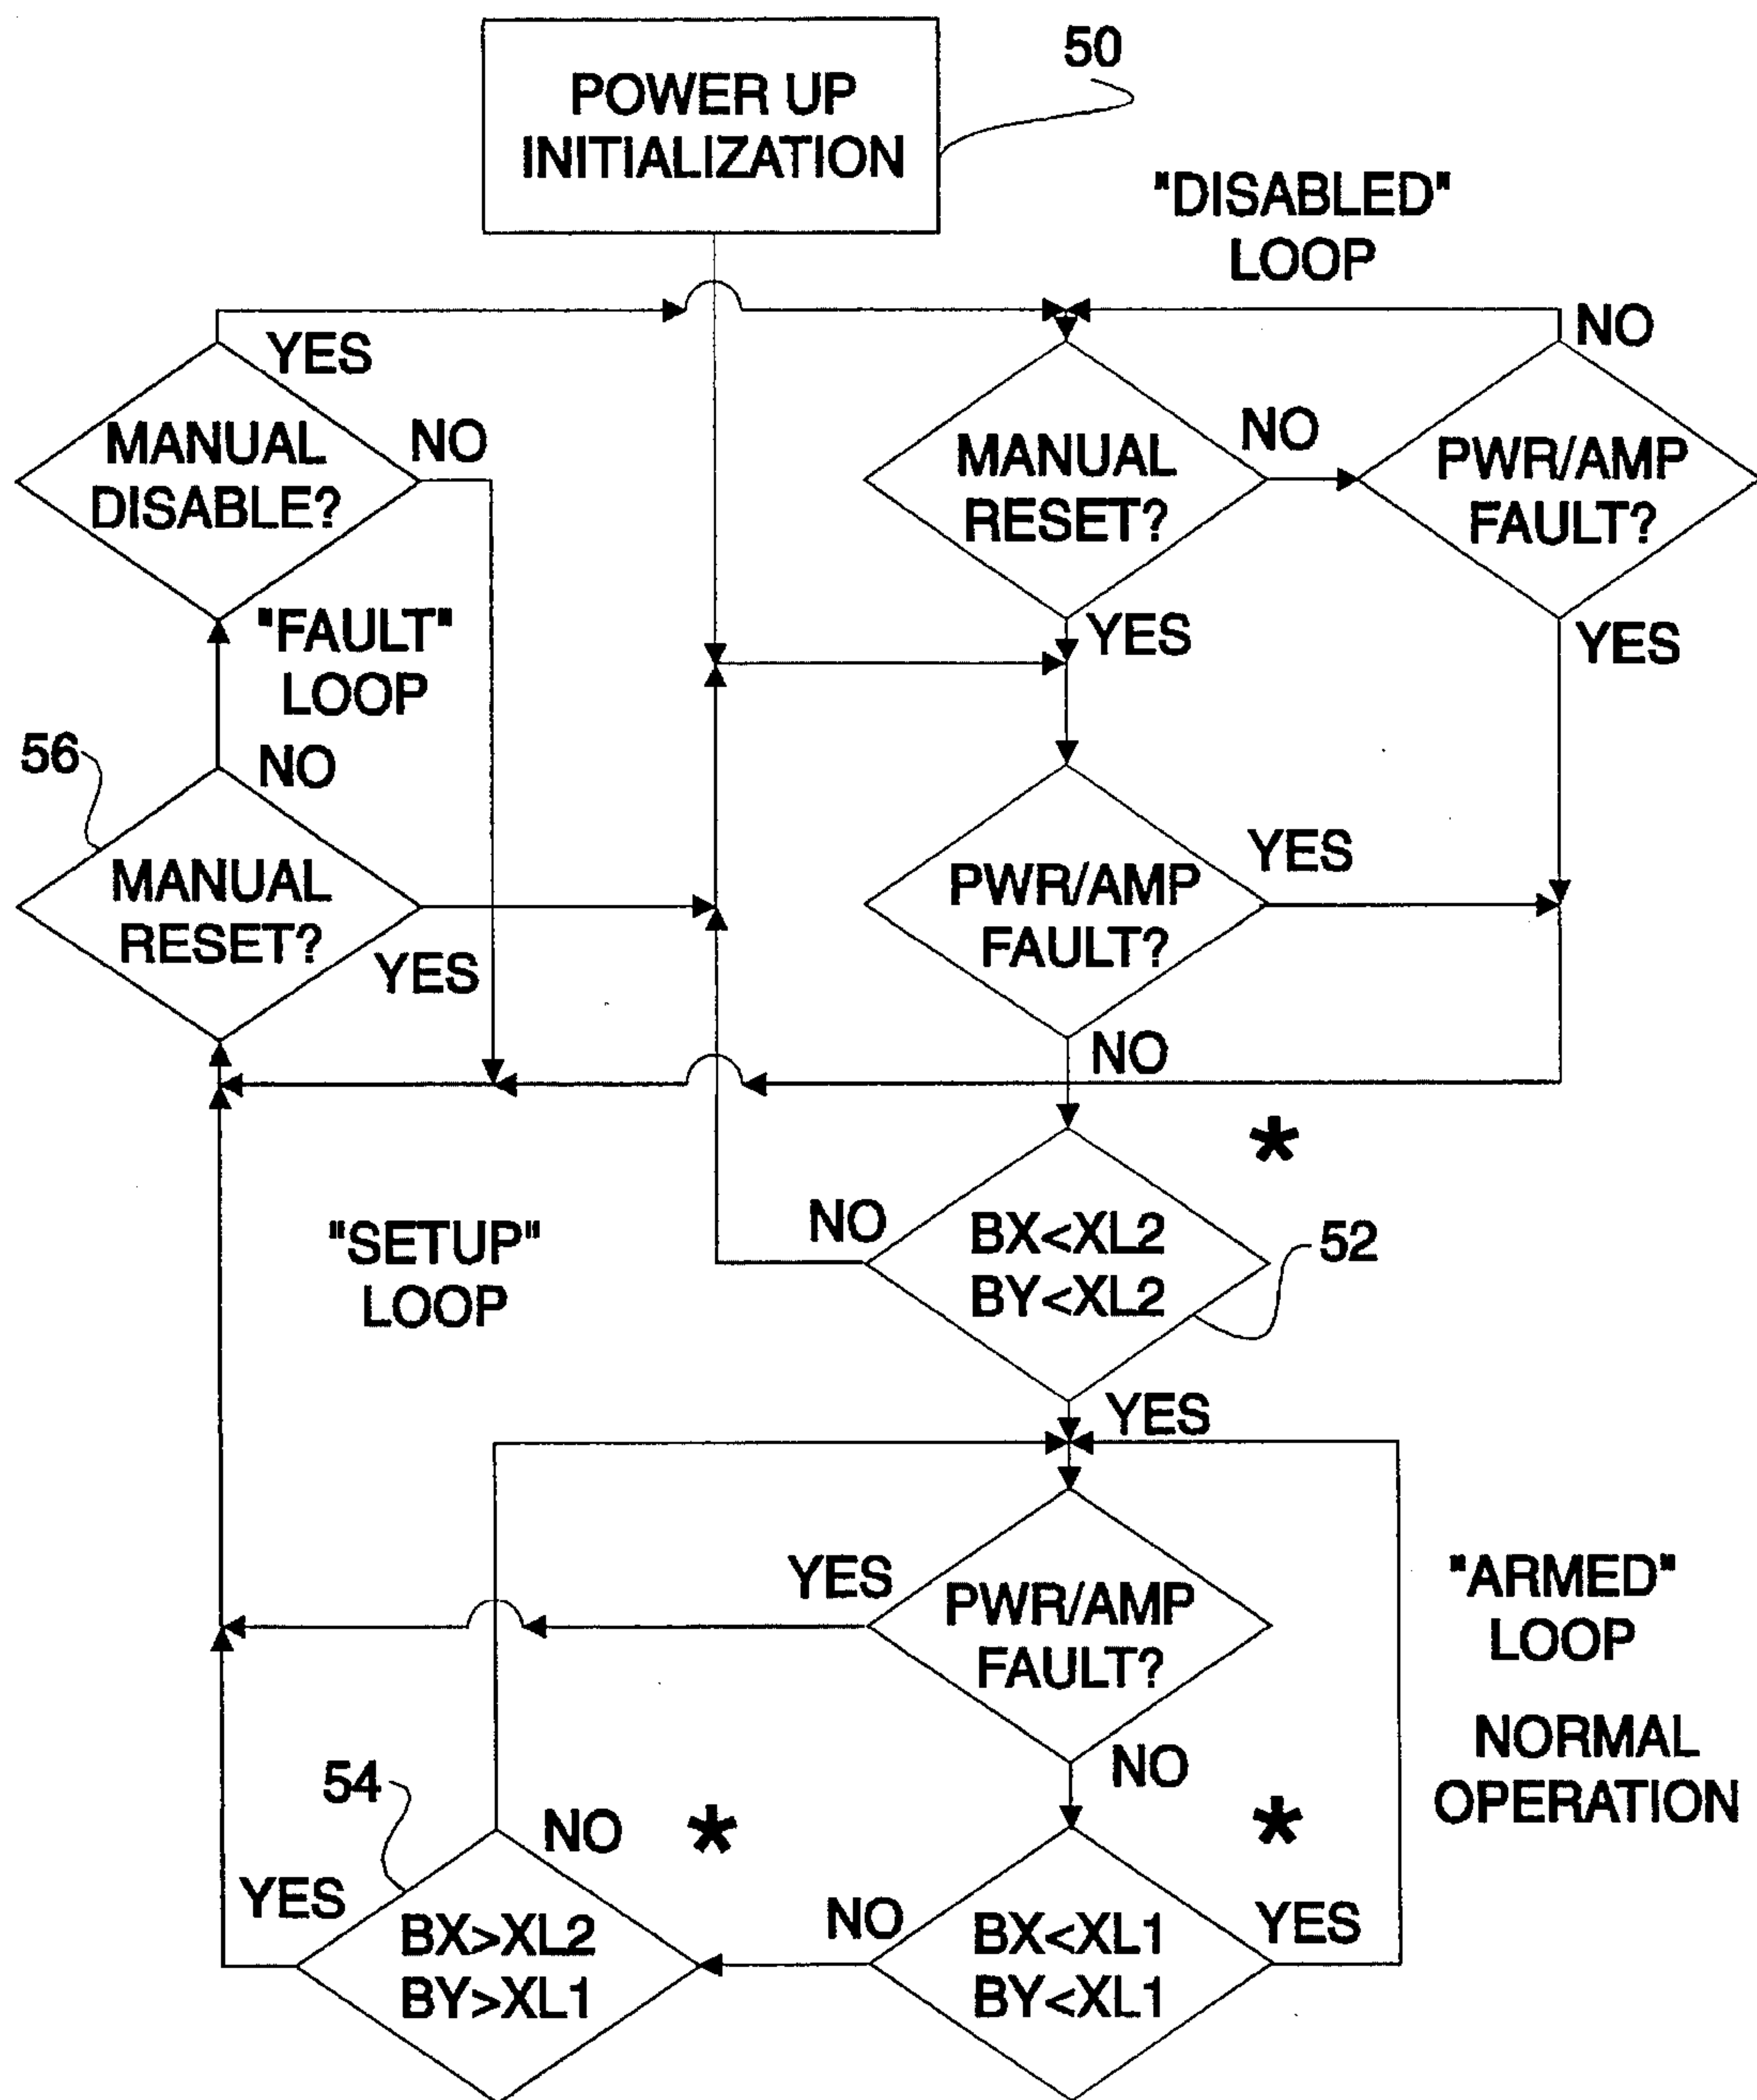 50
POWER UP
INITIALIZATION
"DISABLED"
LOOP
YES
NO
MANUAL
DISABLE?
NO
MANUAL
RESET?
NO
PWR/AMP
FAULT?
"FAULT"
LOOP
YES
YES
56
NO
MANUAL
RESET?
YES
PWR/AMP
FAULT?
YES
NO
*
"SETUP"
LOOP
NO
BX<XL2
BY<XL2
52
YES
YES
PWR/AMP
FAULT?
"ARMED"
LOOP
NORMAL
OPERATION
NO
54
NO
*
*
YES
BX>XL2
BY>XL1
NO
BX<XL1
BY<XL1
YES